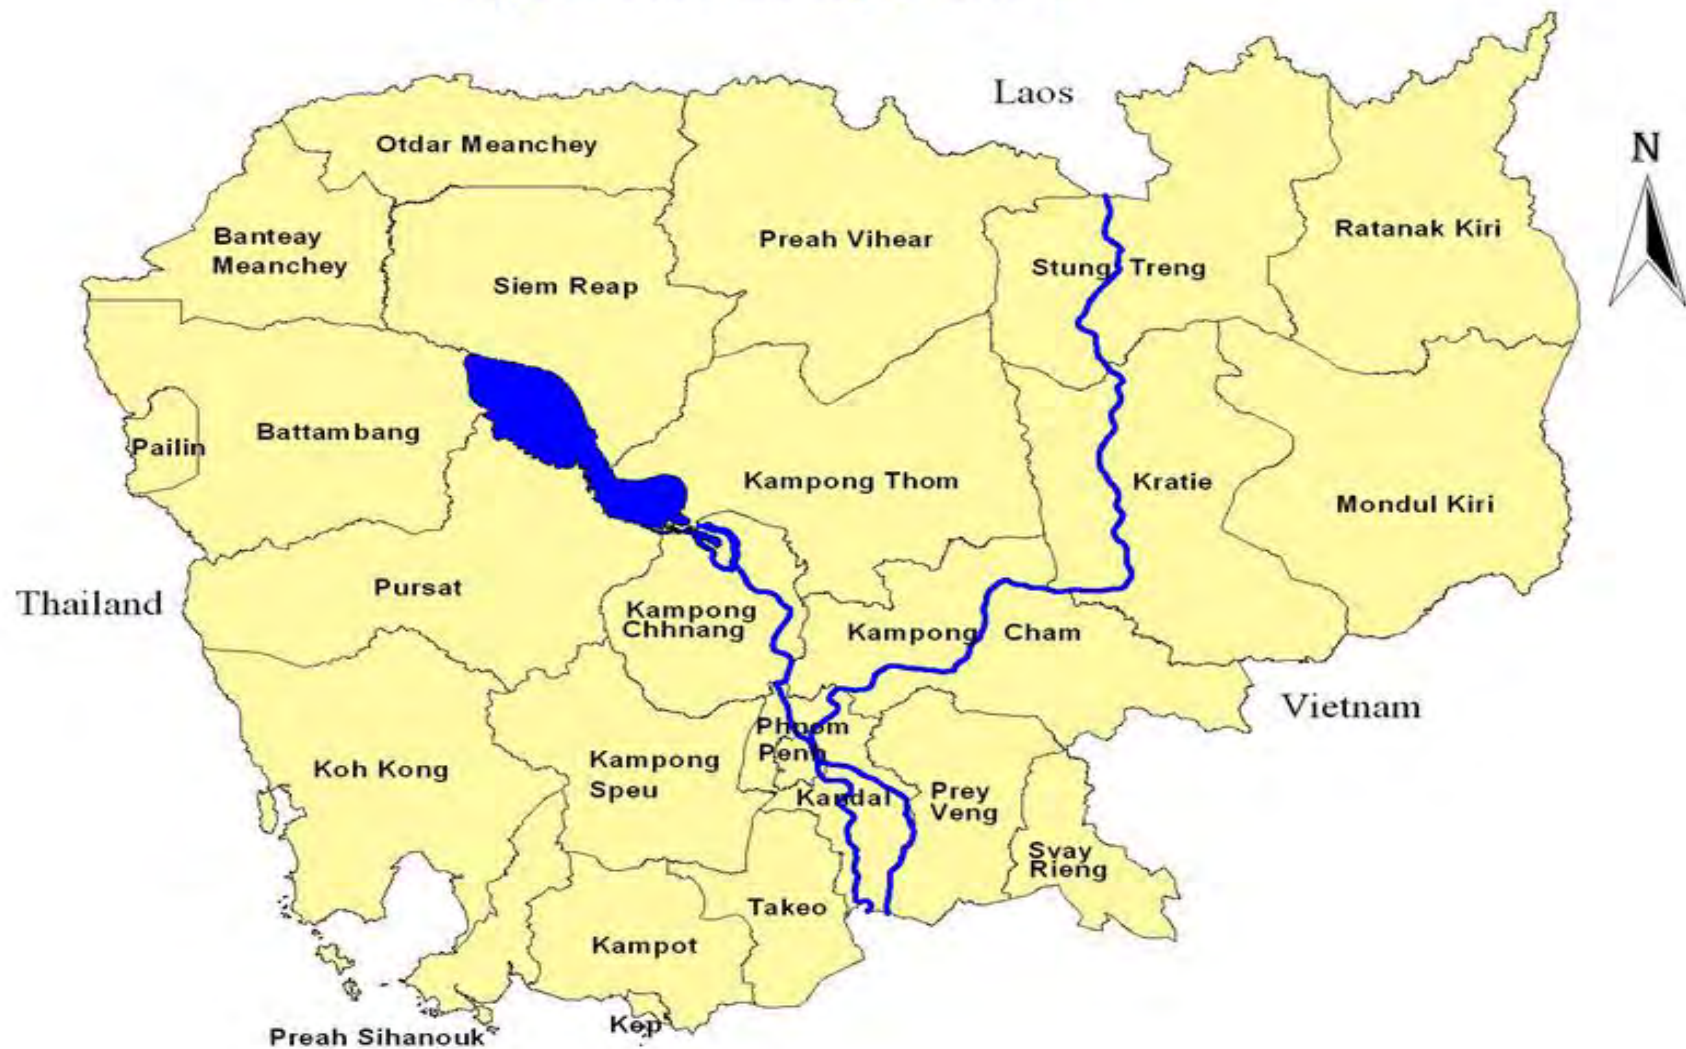 Laos
N
Otdar Meanchey
Banteay
Meanchey
Siem Reap
Preah Vihear
Stung Treng
Ratanak Kiri
Pailin
Battambang
Kampong Thom
Kratie
Mondul Kiri
Thailand
Pursat
Kampong
Chhnang
Kampong Cham
Vietnam
Koh Kong
Kampong
Speu
Phnom
Penh
Kandal
Prey
Veng
Svay
Rieng
Takeo
Kampot
Preah Sihanouk
Kep